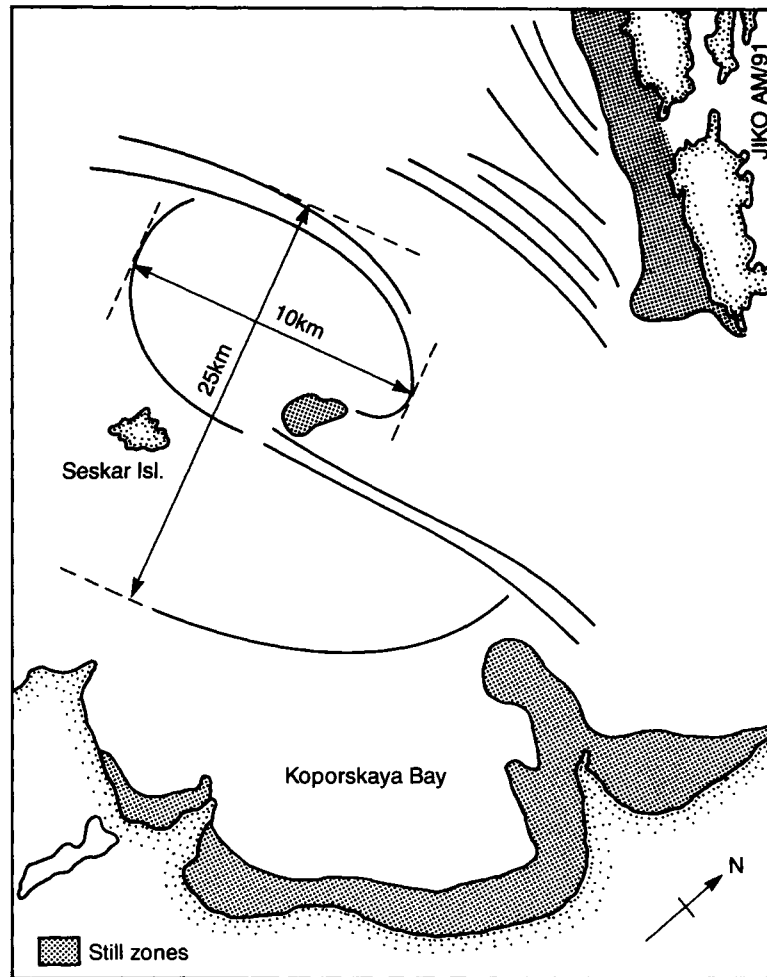 JIKO AM/91
10km
25km
Seskar Isl.
Koporskaya Bay
N
Still zones